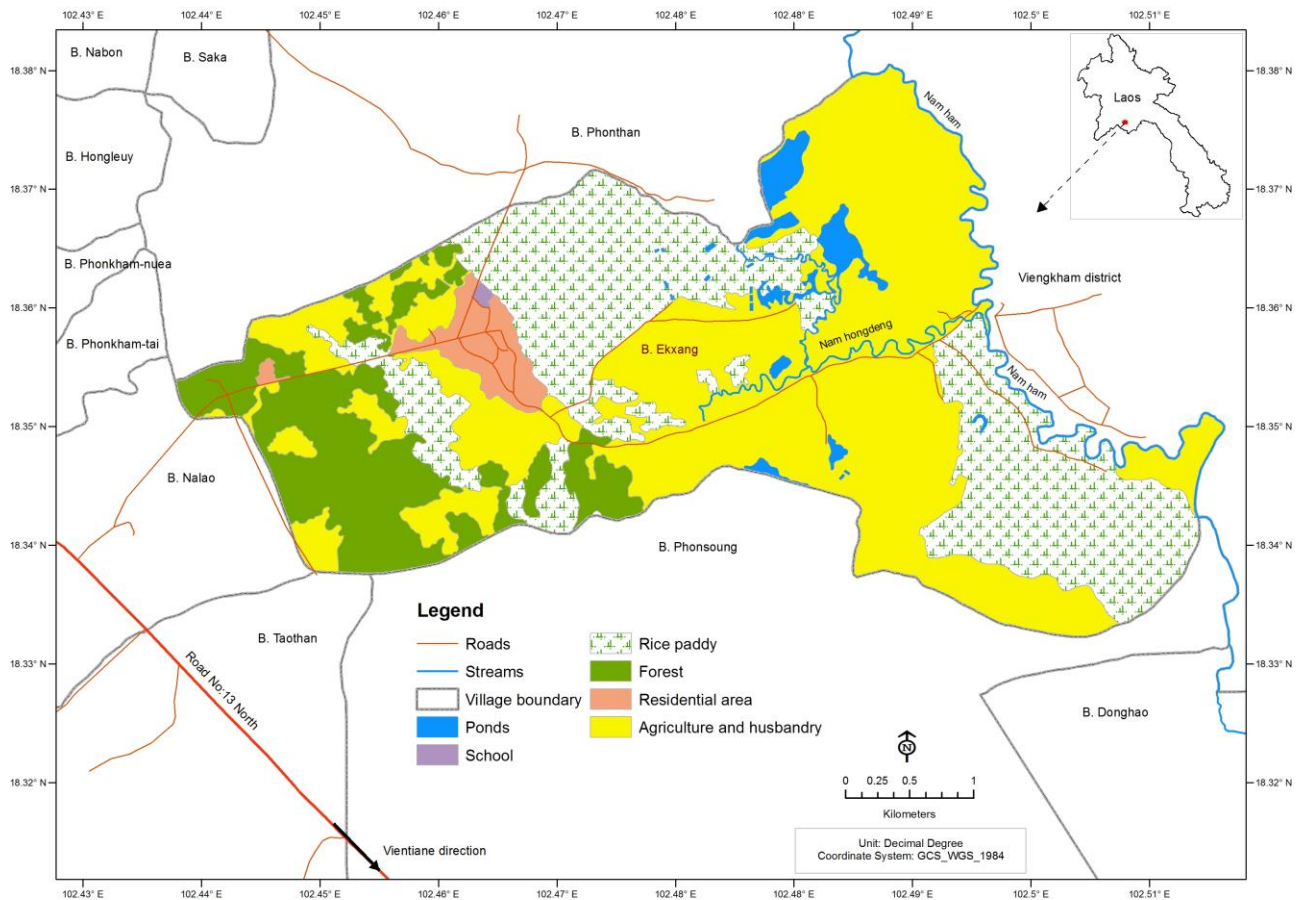 102.43° E 102.44° E 102.45° E 102.46° E 102.47° E 102.48° E 102.48° E 102.49° E 102.5° E 102.51° E
18.38° N 18.38° N
18.37° N 18.37° N
18.36° N 18.36° N
18.35° N 18.35° N
18.34° N 18.34° N
18.33° N 18.33° N
18.32° N 18.32° N
B. Nabon
B. Saka
B. Phonthan
Nam ham
Laos
B. Hongleuy
B. Phonkham-nuea
Viengkham district
B. Phonkham-tai
B. Ekxang
Nam hongdeng
Nam ham
B. Nalao
B. Phonsoung
B. Taothan
Road No:13 North
Vientiane direction
B. Donghao
Legend
Roads
Streams
Village boundary
Ponds
School
Rice paddy
Forest
Residential area
Agriculture and husbandry
N
0 0.25 0.5 1
Kilometers
Unit: Decimal Degree
Coordinate System: GCS_WGS_1984
102.43° E 102.44° E 102.45° E 102.46° E 102.47° E 102.48° E 102.48° E 102.49° E 102.5° E 102.51° E